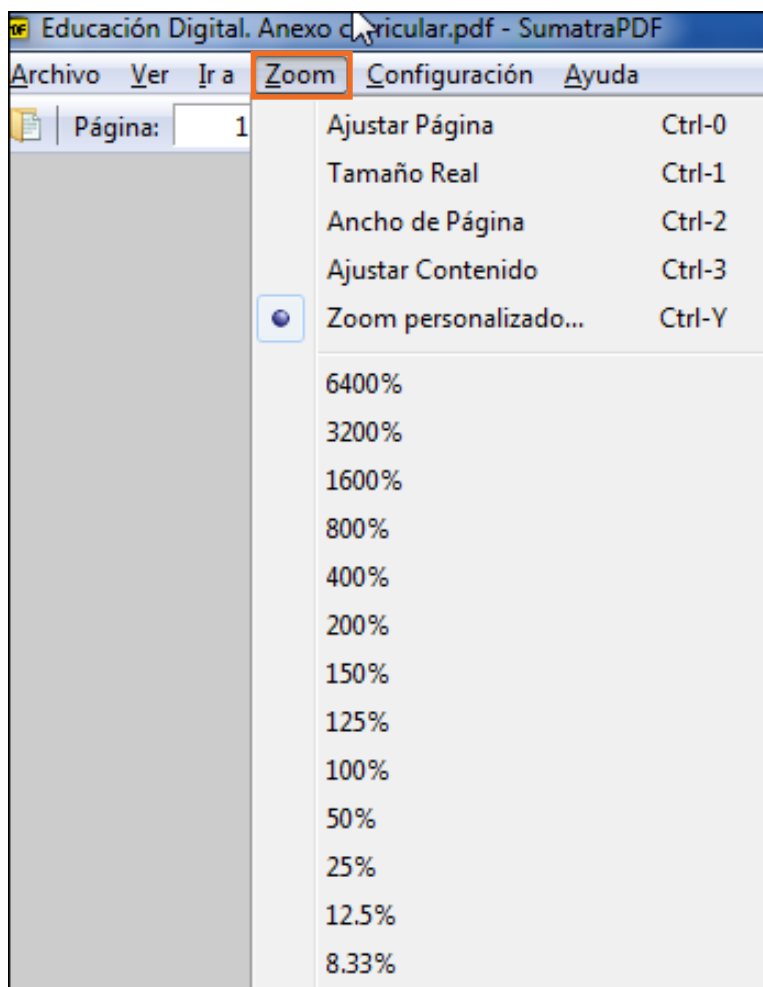 Educación Digital. Anexo curricular.pdf - SumatraPDF
Archivo Ver Ir a Zoom Configuración Ayuda
Página: 1
Ajustar Página Ctrl-0
Tamaño Real Ctrl-1
Ancho de Página Ctrl-2
Ajustar Contenido Ctrl-3
Zoom personalizado... Ctrl-Y
6400%
3200%
1600%
800%
400%
200%
150%
125%
100%
50%
25%
12.5%
8.33%